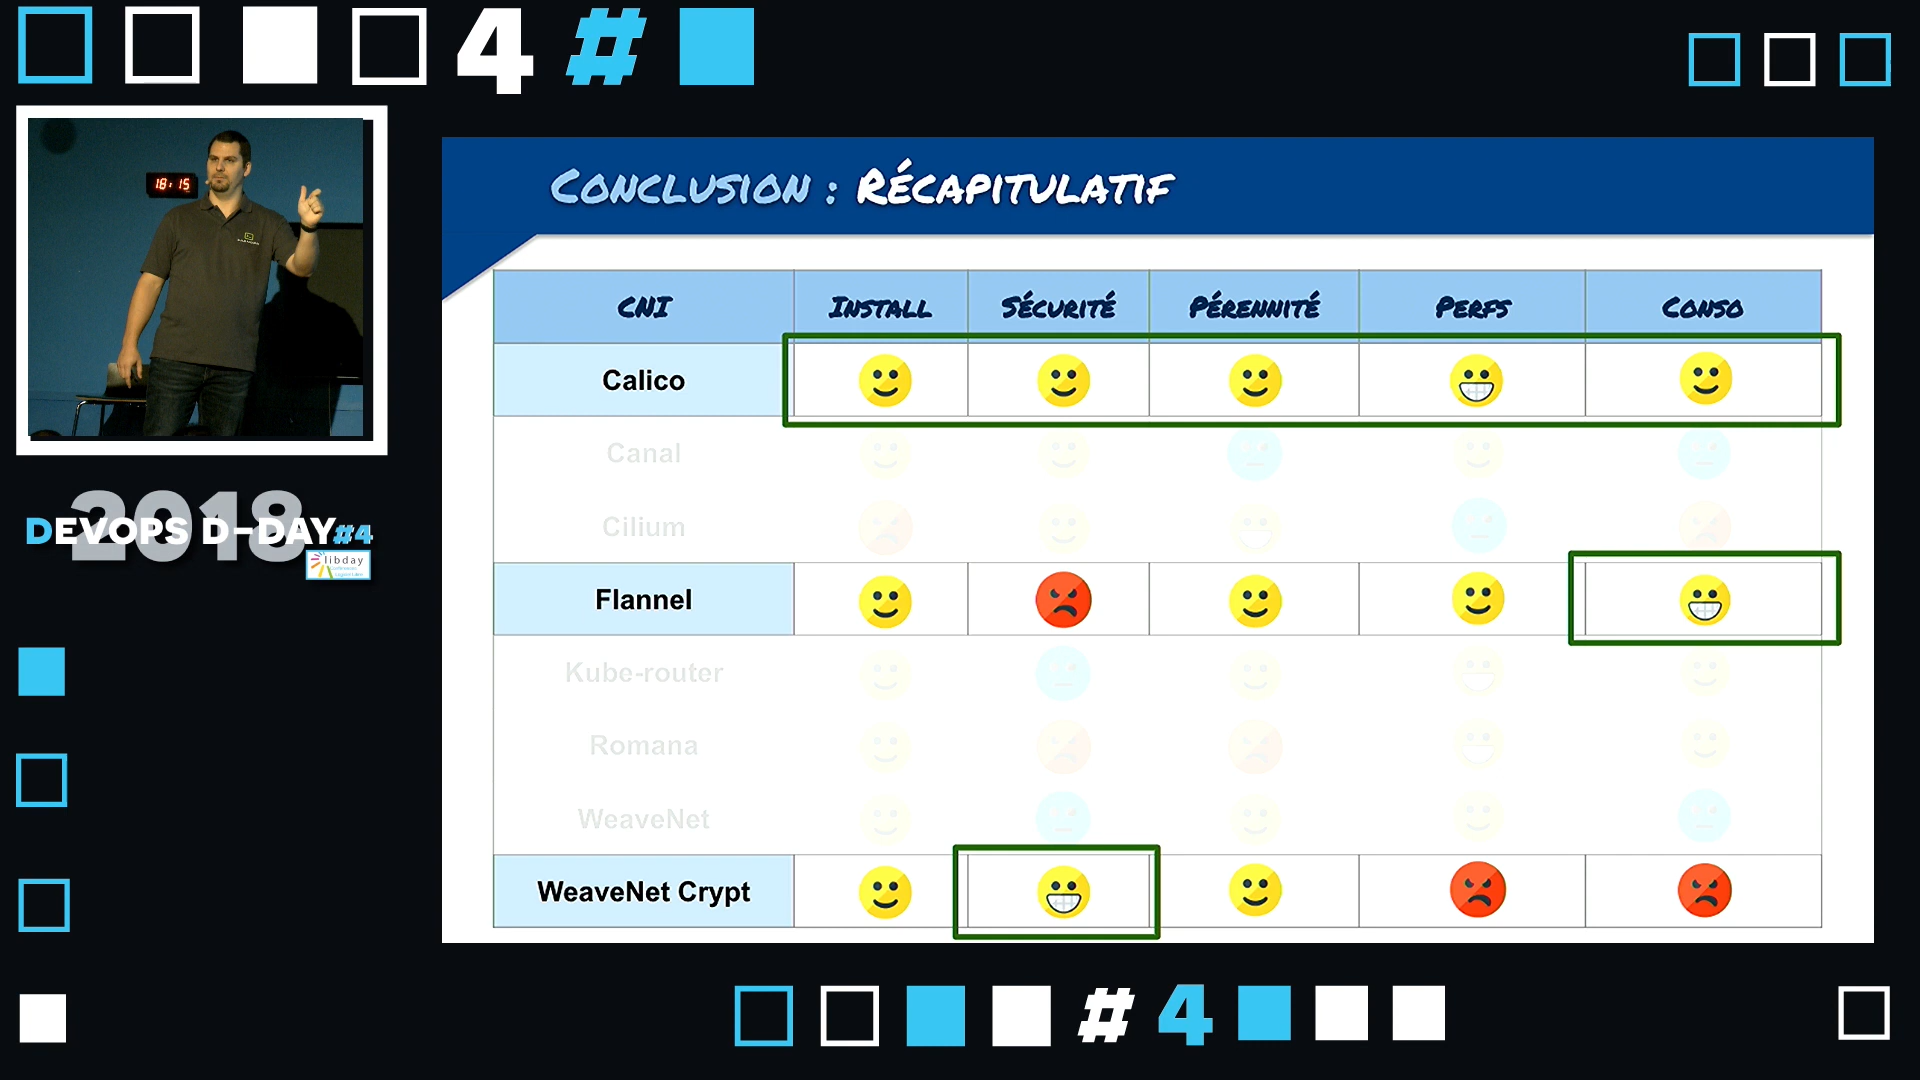 4 #
18:15
2018
DEVOPS D-DAY#4
libday
CONCLUSION : RÉCAPITULATIF
CNI INSTALL SÉCURITÉ PÉRENNITÉ PERFS CONSO
Calico
Canal
Cilium
Flannel
Kube-router
Romana
WeaveNet
WeaveNet Crypt
# 4